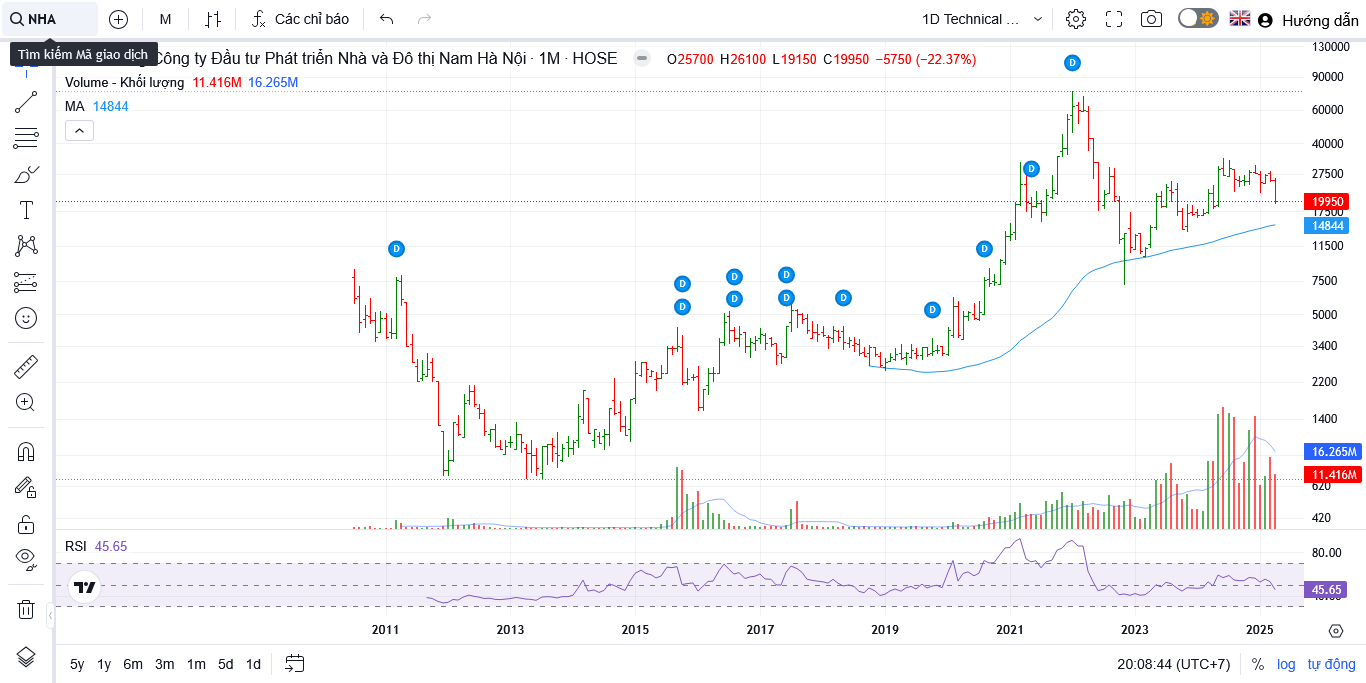 NHA M Các chỉ báo 1D Technical ... Hướng dẫn
Tìm kiếm Mã giao dịch
Công ty Đầu tư Phát triển Nhà và Đô thị Nam Hà Nội · 1M · HOSE O25700 H26100 L19150 C19950 −5750 (−22.37%)
Volume - Khối lượng 11.416M 16.265M
MA 14844
D
D
D
D
D
D
D
D
D
D
D
D
D
130000
90000
60000
40000
27500
19950
17500
14844
11500
7500
5000
3400
2200
1400
16.265M
11.416M
620
420
RSI 45.65
80.00
45.65
2011 2013 2015 2017 2019 2021 2023 2025
5y 1y 6m 3m 1m 5d 1d 20:08:44 (UTC+7) % log tự động